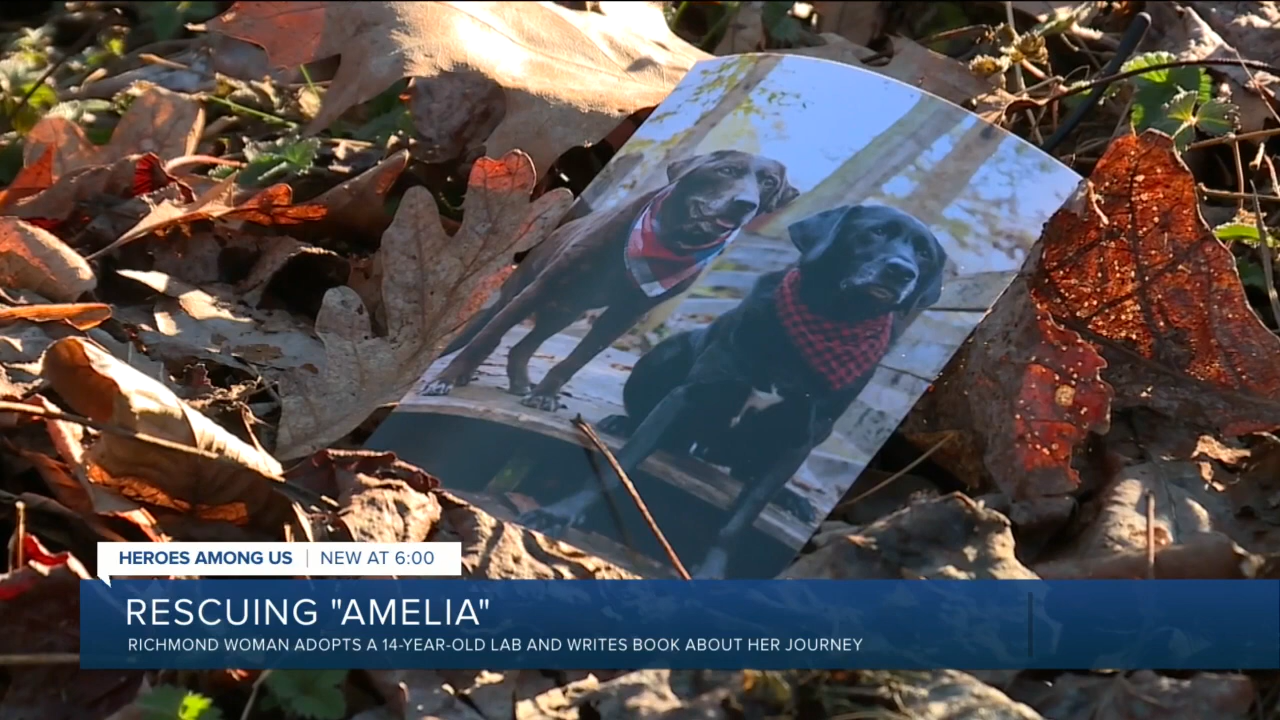 HEROES AMONG US | NEW AT 6:00
RESCUING "AMELIA"
RICHMOND WOMAN ADOPTS A 14-YEAR-OLD LAB AND WRITES BOOK ABOUT HER JOURNEY